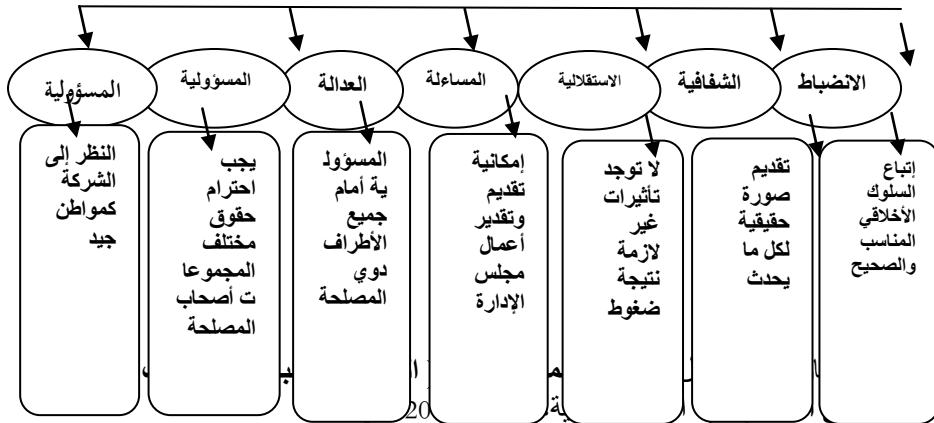 الانضباط
الشفافية
الاستقلالية
المساءلة
العدالة
المسؤولية
المسؤولية
إتباع
السلوك
الأخلاقي
المناسب
والصحيح
تقديم
صورة
حقيقية
لكل ما
يحدث
لا توجد
تأثيرات
غير
لازمة
نتيجة
ضغوط
إمكانية
تقديم
وتقدير
أعمال
مجلس
الإدارة
المسؤول
ية أمام
جميع
الأطراف
دوي
المصلحة
يجب
احترام
حقوق
مختلف
المجموعا
ت أصحاب
المصلحة
النظر إلى
الشركة
كمواطن
جيد